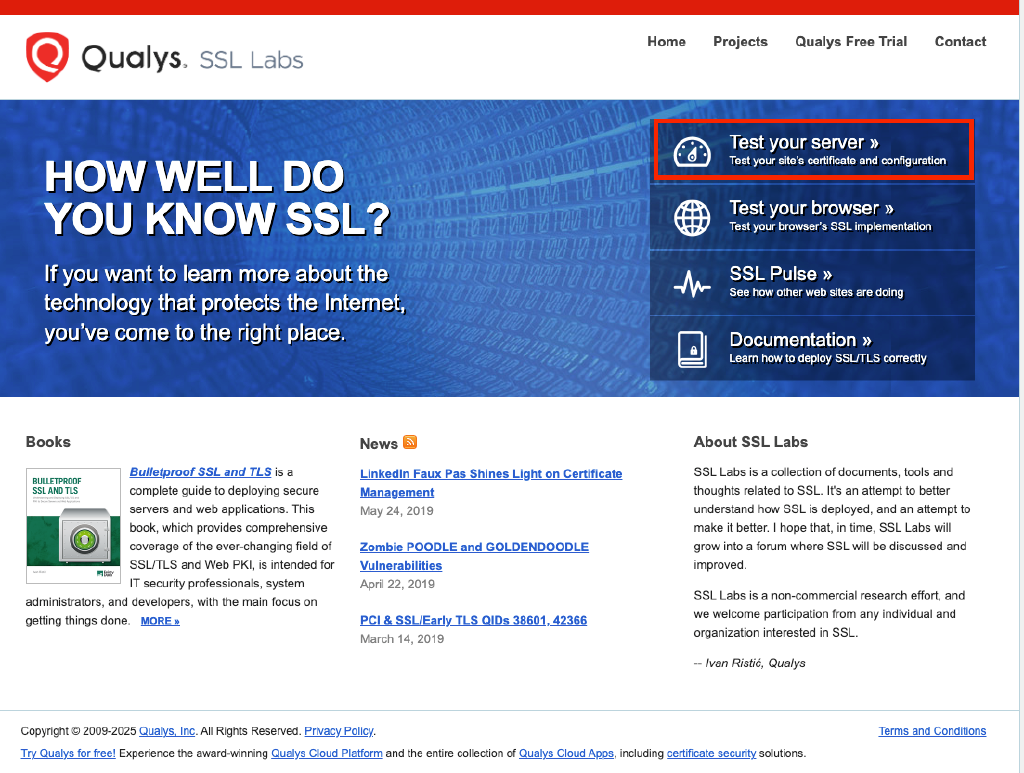 Qualys. SSL Labs
Home Projects Qualys Free Trial Contact
HOW WELL DO
YOU KNOW SSL?
If you want to learn more about the
technology that protects the Internet,
you've come to the right place.
Test your server »
Test your site's certificate and configuration
Test your browser »
Test your browser's SSL implementation
SSL Pulse »
See how other web sites are doing
Documentation »
Learn how to deploy SSL/TLS correctly
Books
BULLETPROOF
SSL AND TLS
Bulletproof SSL and TLS is a
complete guide to deploying secure
servers and web applications. This
book, which provides comprehensive
coverage of the ever-changing field of
SSL/TLS and Web PKI, is intended for
IT security professionals, system
administrators, and developers, with the main focus on
getting things done. MORE »
News
LinkedIn Faux Pas Shines Light on Certificate
Management
May 24, 2019
Zombie POODLE and GOLDENDOODLE
Vulnerabilities
April 22, 2019
PCI & SSL/Early TLS QIDs 38601, 42366
March 14, 2019
About SSL Labs
SSL Labs is a collection of documents, tools and
thoughts related to SSL. It's an attempt to better
understand how SSL is deployed, and an attempt to
make it better. I hope that, in time, SSL Labs will
grow into a forum where SSL will be discussed and
improved.
SSL Labs is a non-commercial research effort, and
we welcome participation from any individual and
organization interested in SSL.
-- Ivan Ristić, Qualys
Copyright © 2009-2025 Qualys, Inc. All Rights Reserved. Privacy Policy.
Terms and Conditions
Try Qualys for free! Experience the award-winning Qualys Cloud Platform and the entire collection of Qualys Cloud Apps, including certificate security solutions.